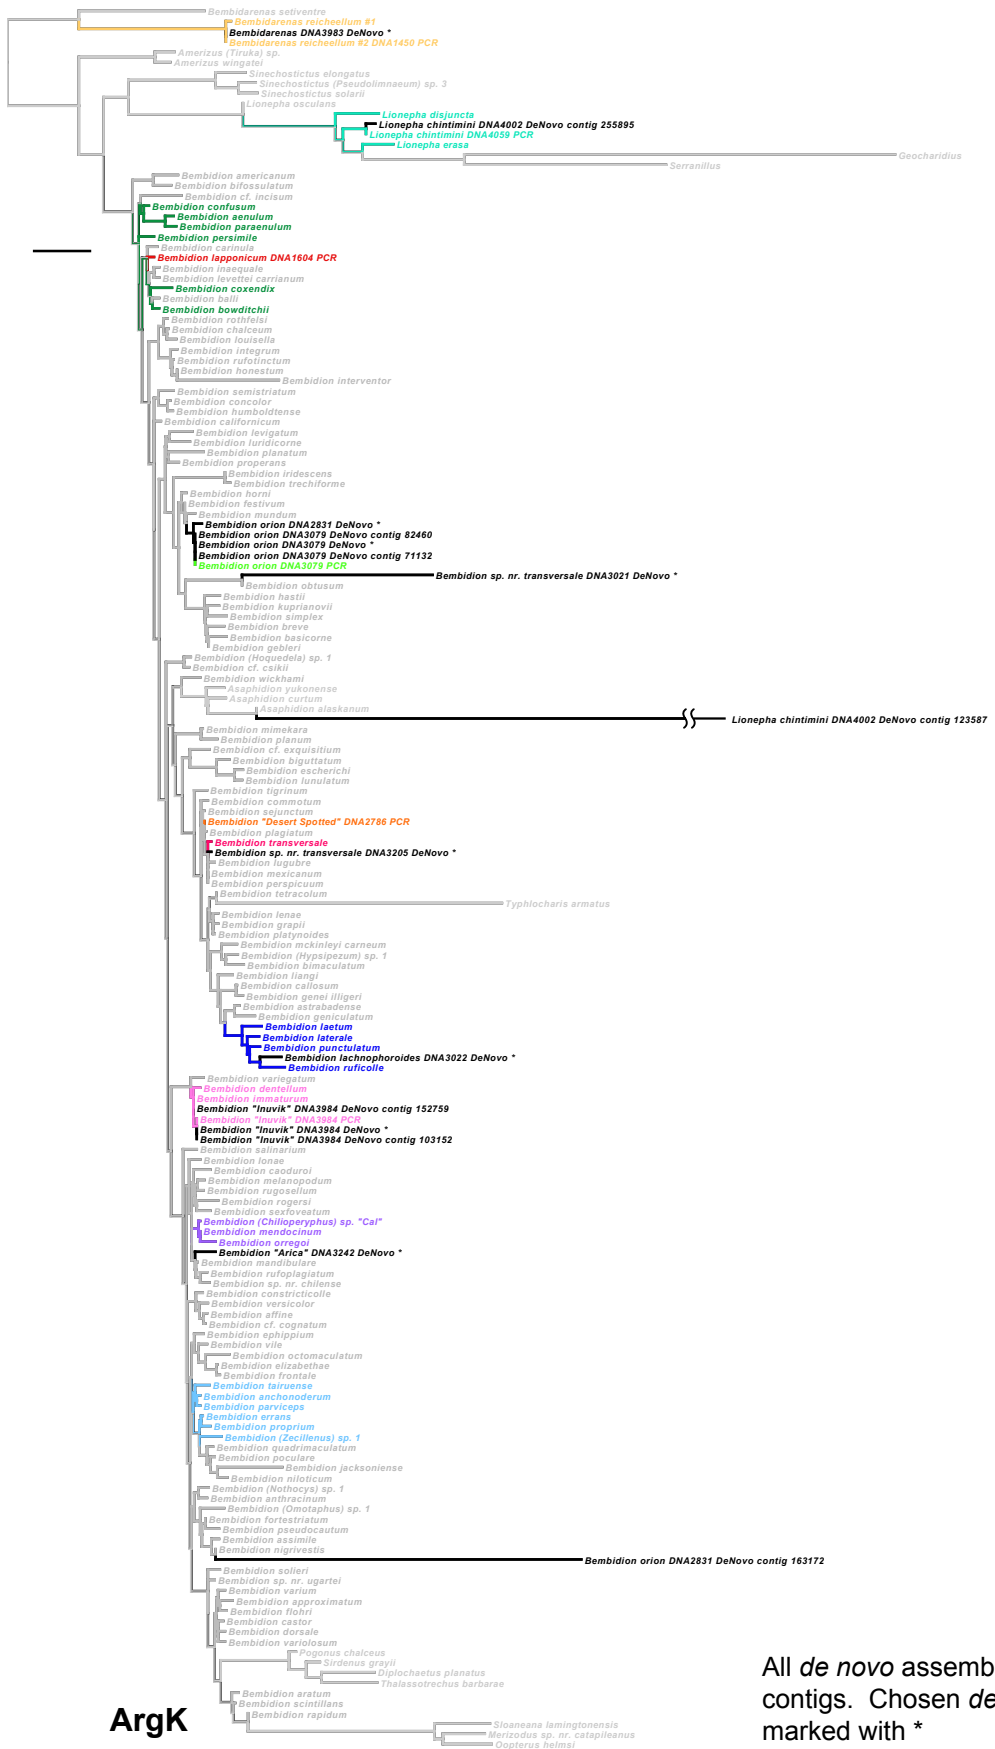 Bembidarenas setiventre
Bembidarenas reicheellum #1
Bembidarenas DNA3983 DeNovo *
Bembidarenas reicheellum #2 DNA1450 PCR
Amerizus (Tiruka) sp.
Amerizus wingatei
Sinechostictus elongatus
Sinechostictus (Pseudolimnaeum) sp. 3
Sinechostictus solarii
Lionepha osculans
Lionepha disjuncta
Lionepha chintimini DNA4002 DeNovo contig 255895
Lionepha chintimini DNA4059 PCR
Lionepha erasa
Geocharidius
Serranillus
Bembidion americanum
Bembidion bifossulatum
Bembidion cf. incisum
Bembidion confusum
Bembidion aenulum
Bembidion paraenulum
Bembidion persimile
Bembidion carinula
Bembidion lapponicum DNA1604 PCR
Bembidion inaequale
Bembidion levettei carrianum
Bembidion coxendix
Bembidion balli
Bembidion bowditchii
Bembidion rothfelsi
Bembidion chalceum
Bembidion louisella
Bembidion integrum
Bembidion rufotinctum
Bembidion honestum
Bembidion interventor
Bembidion semistriatum
Bembidion concolor
Bembidion humboldtense
Bembidion californicum
Bembidion levigatum
Bembidion luridicorne
Bembidion planatum
Bembidion properans
Bembidion iridescens
Bembidion trechiforme
Bembidion horni
Bembidion festivum
Bembidion mundum
Bembidion orion DNA2831 DeNovo *
Bembidion orion DNA3079 DeNovo contig 82460
Bembidion orion DNA3079 DeNovo *
Bembidion orion DNA3079 DeNovo contig 71132
Bembidion orion DNA3079 PCR
Bembidion sp. nr. transversale DNA3021 DeNovo *
Bembidion obtusum
Bembidion hastii
Bembidion kuprianovii
Bembidion simplex
Bembidion breve
Bembidion basicorne
Bembidion gebleri
Bembidion (Hoquedela) sp. 1
Bembidion cf. csikii
Bembidion wickhami
Asaphidion yukonense
Asaphidion curtum
Asaphidion alaskanum
Lionepha chintimini DNA4002 DeNovo contig 123587
Bembidion mimekara
Bembidion planum
Bembidion cf. exquisitium
Bembidion biguttatum
Bembidion escherichi
Bembidion lunulatum
Bembidion tigrinum
Bembidion commotum
Bembidion sejunctum
Bembidion "Desert Spotted" DNA2786 PCR
Bembidion plagiatum
Bembidion transversale
Bembidion sp. nr. transversale DNA3205 DeNovo *
Bembidion lugubre
Bembidion mexicanum
Bembidion perspicuum
Bembidion tetracolum
Typhlocharis armatus
Bembidion lenae
Bembidion grapii
Bembidion platynoides
Bembidion mckinleyi carneum
Bembidion (Hypsipezum) sp. 1
Bembidion bimaculatum
Bembidion liangi
Bembidion callosum
Bembidion genei illigeri
Bembidion astrabadense
Bembidion geniculatum
Bembidion laetum
Bembidion laterale
Bembidion punctulatum
Bembidion lachnophoroides DNA3022 DeNovo *
Bembidion ruficolle
Bembidion variegatum
Bembidion dentellum
Bembidion immaturum
Bembidion "Inuvik" DNA3984 DeNovo contig 152759
Bembidion "Inuvik" DNA3984 PCR
Bembidion "Inuvik" DNA3984 DeNovo *
Bembidion "Inuvik" DNA3984 DeNovo contig 103152
Bembidion salinarium
Bembidion lonae
Bembidion caoduroi
Bembidion melanopodum
Bembidion rugosellum
Bembidion rogersi
Bembidion sexfoveatum
Bembidion (Chilioperyphus) sp. "Cal"
Bembidion mendocinum
Bembidion orregoi
Bembidion "Arica" DNA3242 DeNovo *
Bembidion mandibulare
Bembidion rufoplagiatum
Bembidion sp. nr. chilense
Bembidion constricticolle
Bembidion versicolor
Bembidion affine
Bembidion cf. cognatum
Bembidion ephippium
Bembidion vile
Bembidion octomaculatum
Bembidion elizabethae
Bembidion frontale
Bembidion tairuense
Bembidion anchonoderum
Bembidion parviceps
Bembidion errans
Bembidion proprium
Bembidion (Zecillenus) sp. 1
Bembidion quadrimaculatum
Bembidion poculare
Bembidion jacksoniense
Bembidion niloticum
Bembidion (Nothocys) sp. 1
Bembidion anthracinum
Bembidion (Omotaphus) sp. 1
Bembidion fortestriatum
Bembidion pseudocautum
Bembidion assimile
Bembidion nigrivestis
Bembidion orion DNA2831 DeNovo contig 163172
Bembidion solieri
Bembidion sp. nr. ugartei
Bembidion varium
Bembidion approximatum
Bembidion flohri
Bembidion castor
Bembidion dorsale
Bembidion variolosum
Pogonus chalceus
Sirdenus grayii
Diplochaetus planatus
Thalassotrechus barbarae
Bembidion aratum
Bembidion scintillans
Bembidion rapidum
Sloaneana lamingtonensis
Merizodus sp. nr. catapileanus
Oopterus helmsi
ArgK
All de novo assemb
contigs. Chosen de
marked with *